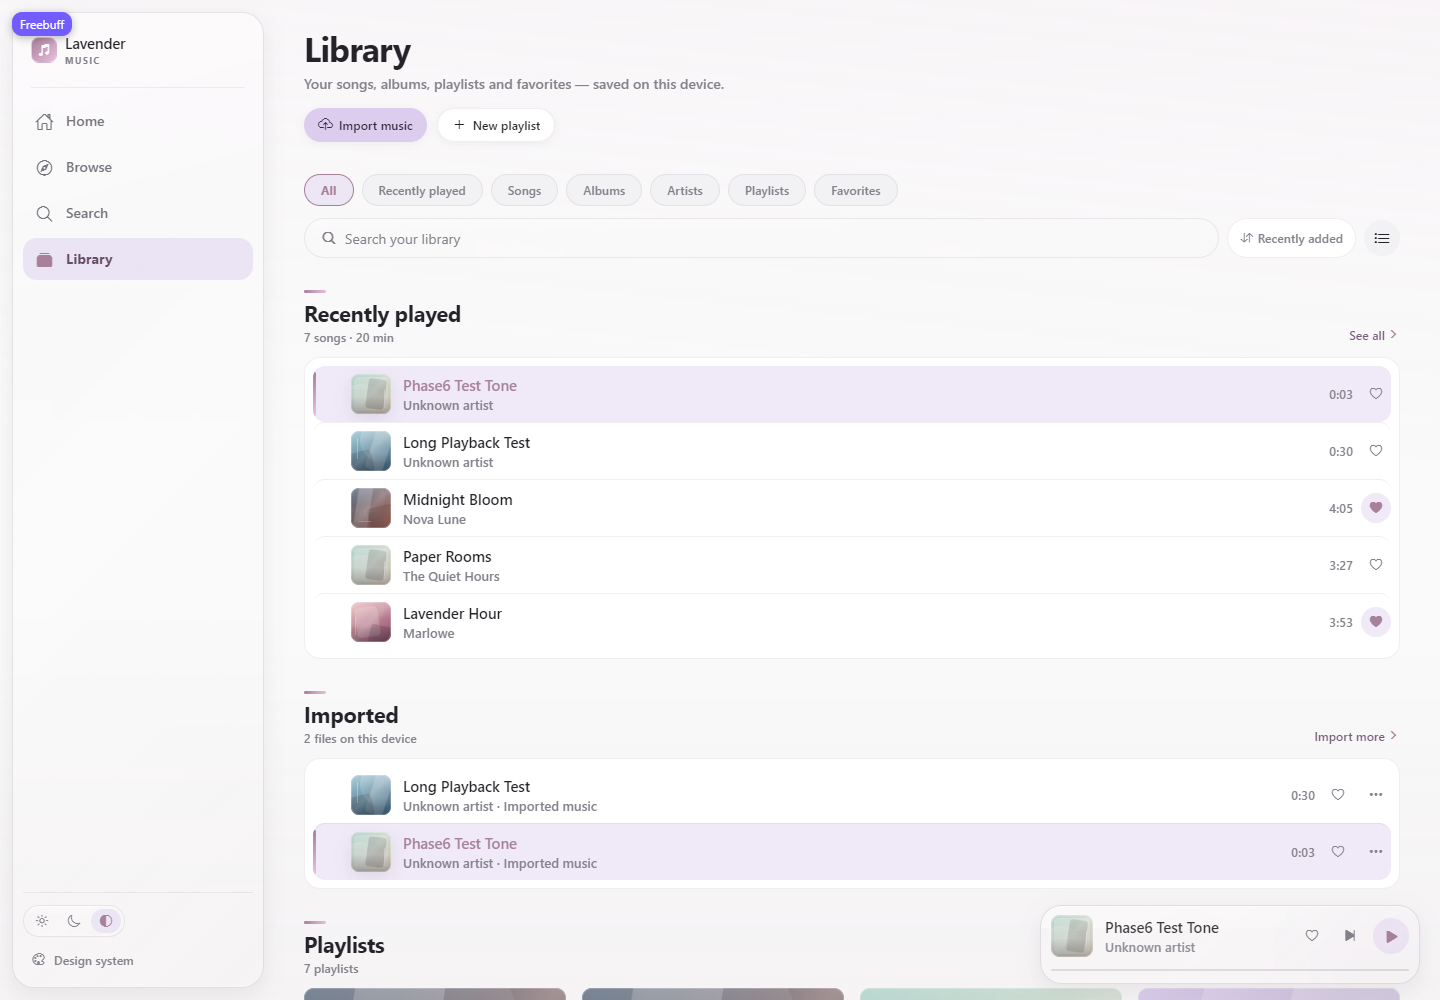 Freebuff
Lavender
MUSIC
Home
Browse
Search
Library
Design system
Library
Your songs, albums, playlists and favorites — saved on this device.
Import music
New playlist
All
Recently played
Songs
Albums
Artists
Playlists
Favorites
Search your library
Recently added
Recently played
7 songs · 20 min
See all
Phase6 Test Tone
Unknown artist
0:03
Long Playback Test
Unknown artist
0:30
Midnight Bloom
Nova Lune
4:05
Paper Rooms
The Quiet Hours
3:27
Lavender Hour
Marlowe
3:53
Imported
2 files on this device
Import more
Long Playback Test
Unknown artist · Imported music
0:30
Phase6 Test Tone
Unknown artist · Imported music
0:03
Playlists
7 playlists
Phase6 Test Tone
Unknown artist